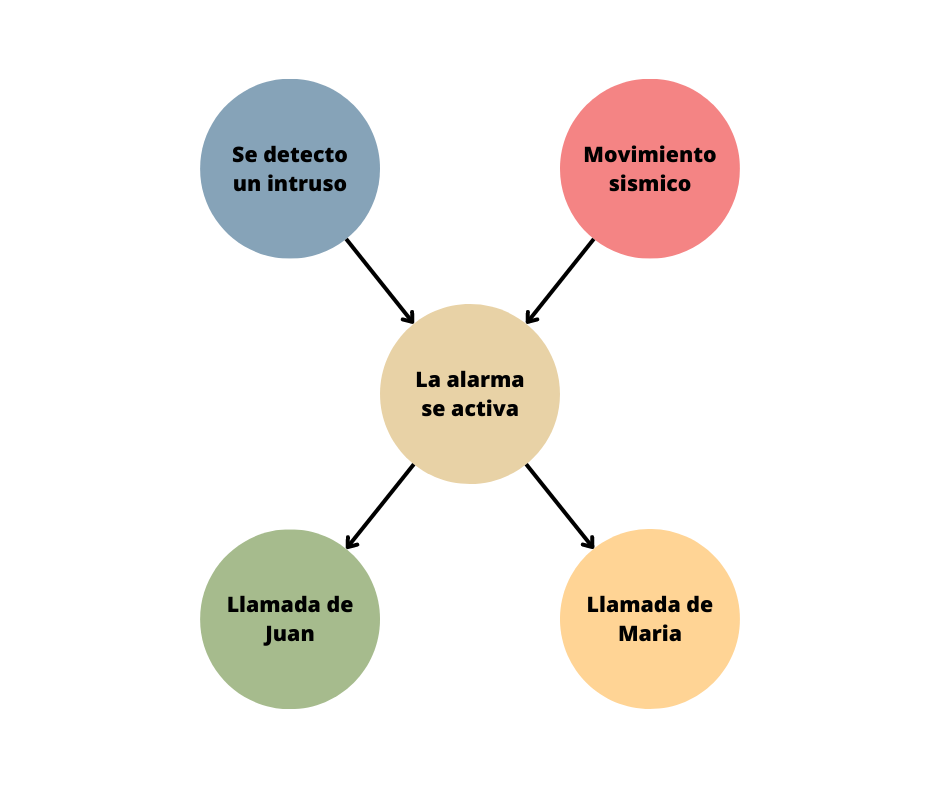 Se detecto
un intruso
Movimiento
sismico
La alarma
se activa
Llamada de
Juan
Llamada de
Maria